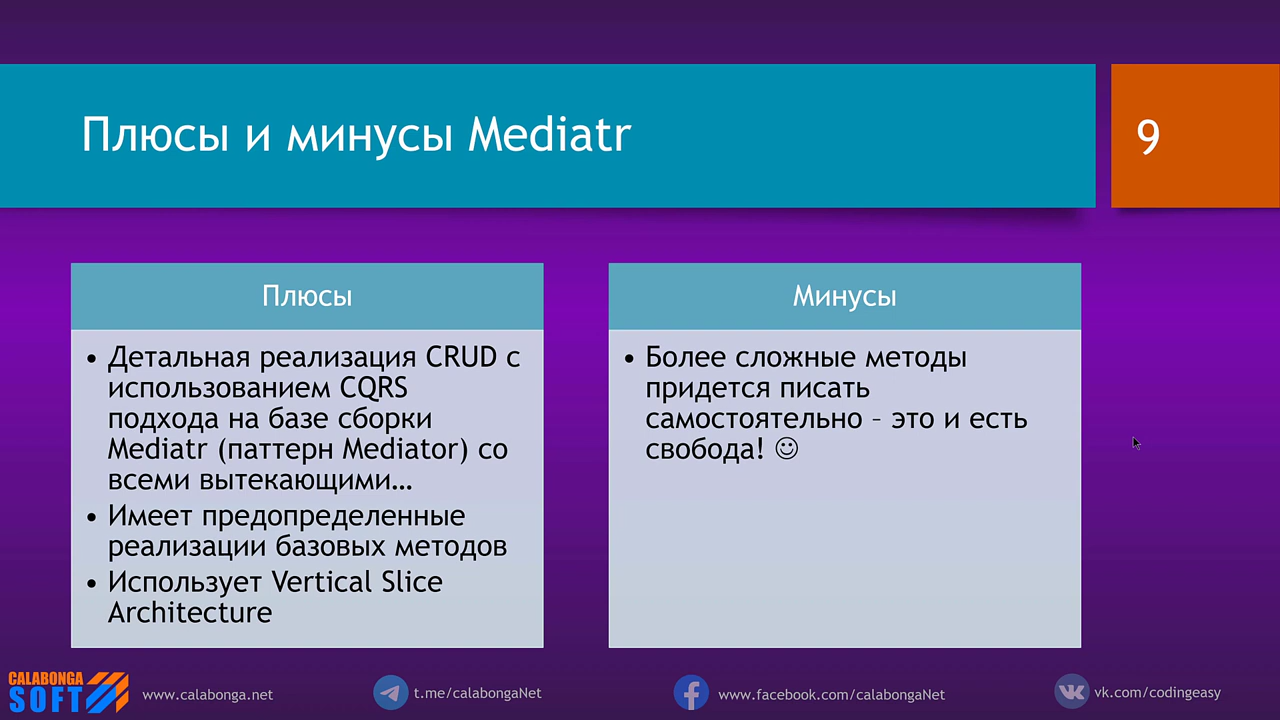 Плюсы и минусы Mediatr
9
Плюсы
• Детальная реализация CRUD с
использованием CQRS
подхода на базе сборки
Mediatr (паттерн Mediator) со
всеми вытекающими…
• Имеет предопределенные
реализации базовых методов
• Использует Vertical Slice
Architecture
Минусы
• Более сложные методы
придется писать
самостоятельно – это и есть
свобода! ☺
CALABONGA
SOFT
www.calabonga.net
t.me/calabongaNet
www.facebook.com/calabongaNet
vk.com/codingeasy